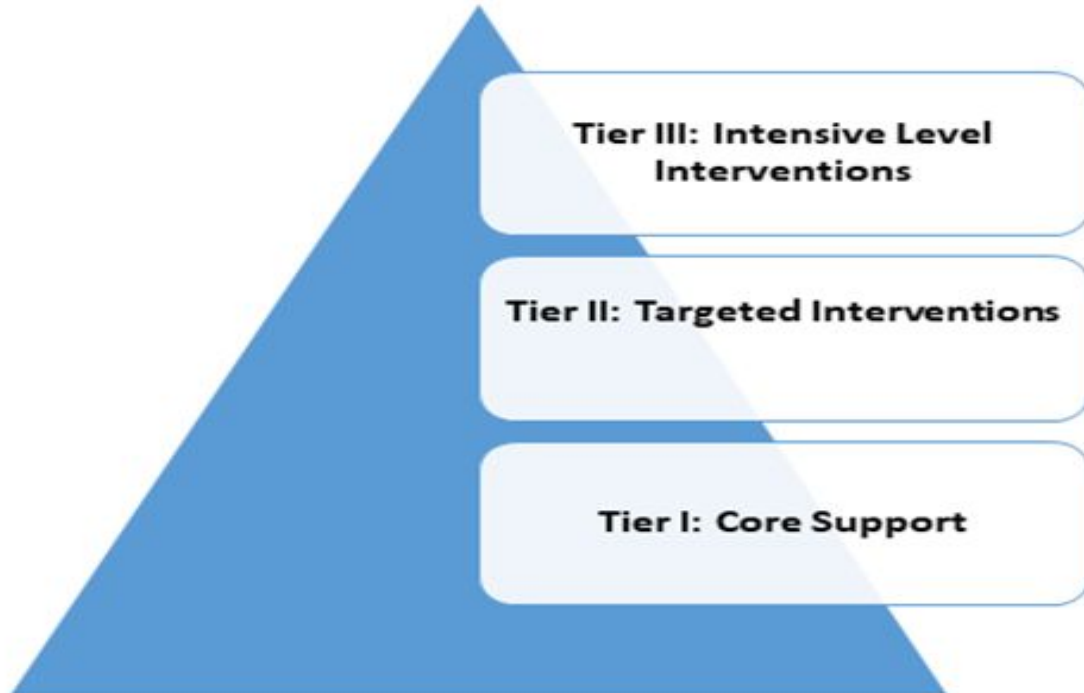 Tier III: Intensive Level
Interventions
Tier II: Targeted Interventions
Tier I: Core Support